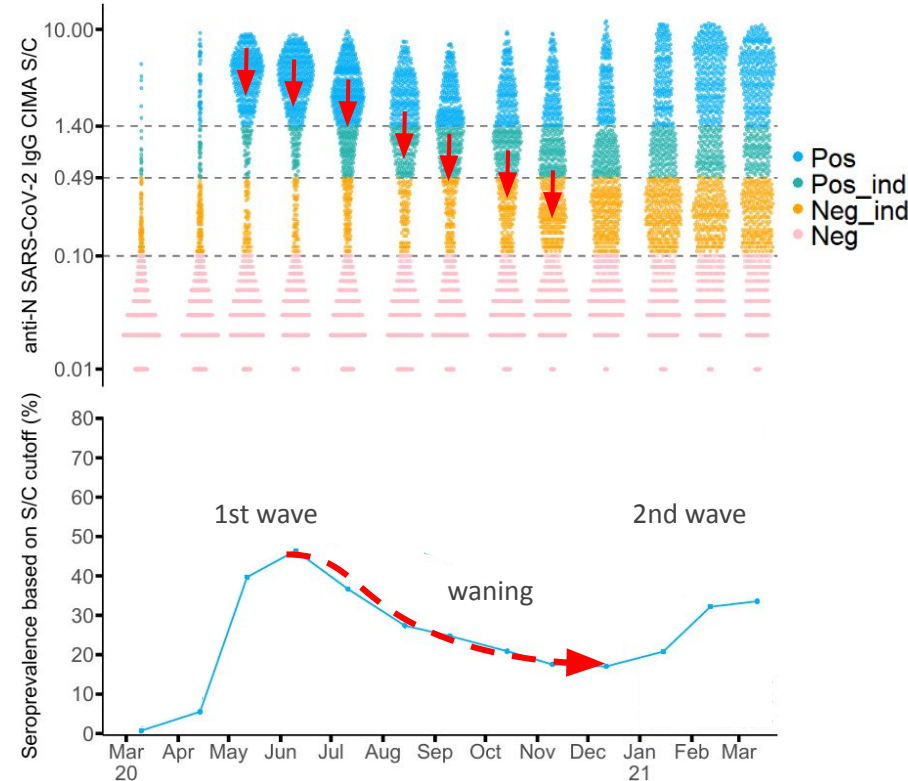 anti-N SARS-CoV-2 IgG CIMA S/C
10.00
1.40
0.49
0.10
0.01
Pos
Pos_ind
Neg_ind
Neg
Seroprevalence based on S/C cutoff (%)
80
70
60
50
40
30
20
10
0
1st wave
2nd wave
waning
Mar Apr May Jun Jul Aug Sep Oct Nov Dec Jan Feb Mar
20 21